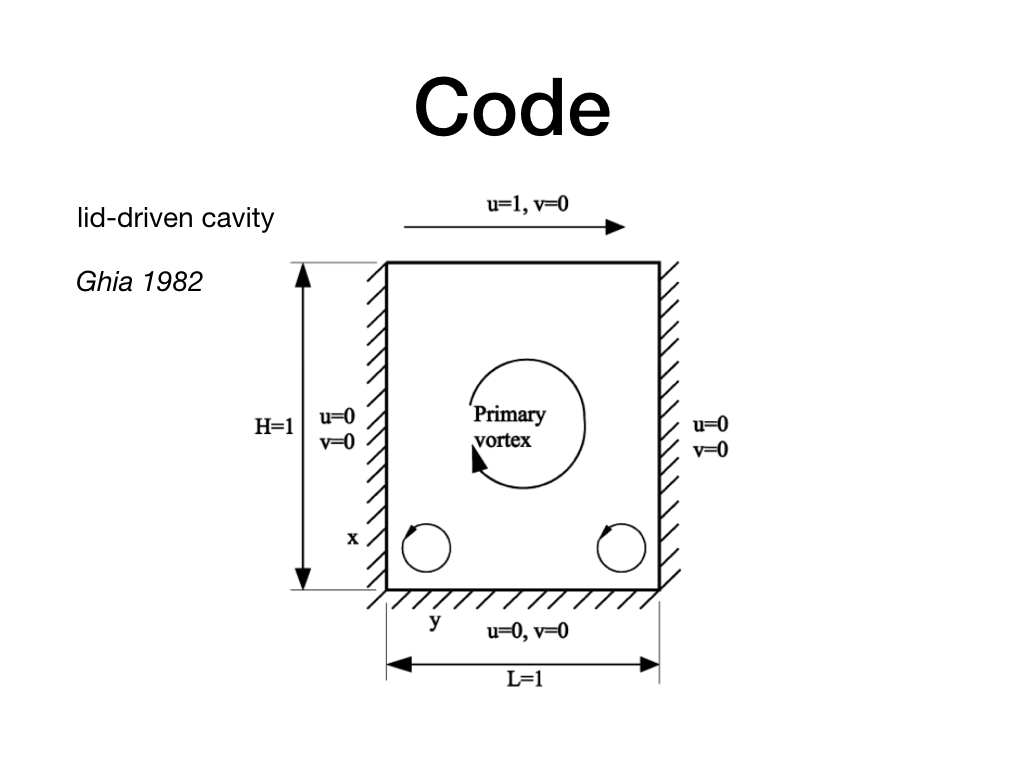 Code
lid-driven cavity
Ghia 1982
u=1, v=0
H=1
u=0
v=0
Primary
vortex
u=0
v=0
x
y
u=0, v=0
L=1